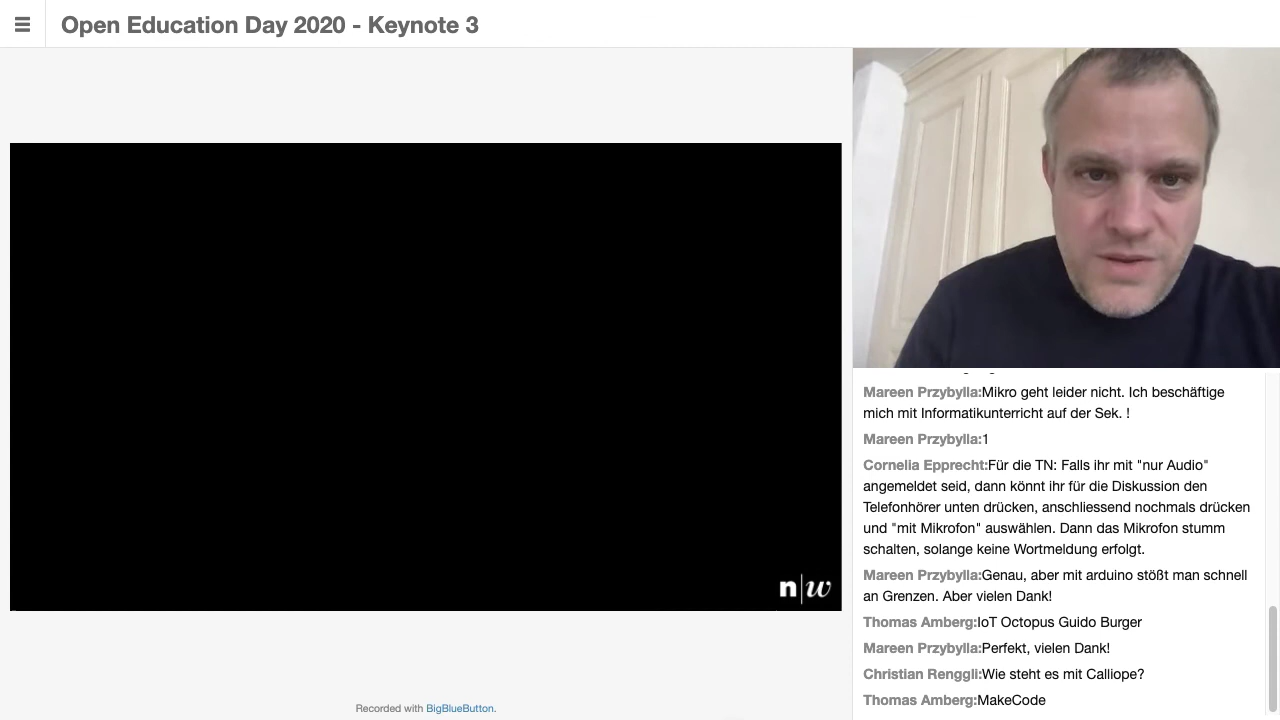 Open Education Day 2020 - Keynote 3
n|w
Mareen Przybylla:Mikro geht leider nicht. Ich beschäftige
mich mit Informatikunterricht auf der Sek. !
Mareen Przybylla:1
Cornelia Epprecht:Für die TN: Falls ihr mit "nur Audio"
angemeldet seid, dann könnt ihr für die Diskussion den
Telefonhörer unten drücken, anschliessend nochmals drücken
und "mit Mikrofon" auswählen. Dann das Mikrofon stumm
schalten, solange keine Wortmeldung erfolgt.
Mareen Przybylla:Genau, aber mit arduino stößt man schnell
an Grenzen. Aber vielen Dank!
Thomas Amberg:IoT Octopus Guido Burger
Mareen Przybylla:Perfekt, vielen Dank!
Christian Renggli:Wie steht es mit Calliope?
Thomas Amberg:MakeCode
Recorded with BigBlueButton.